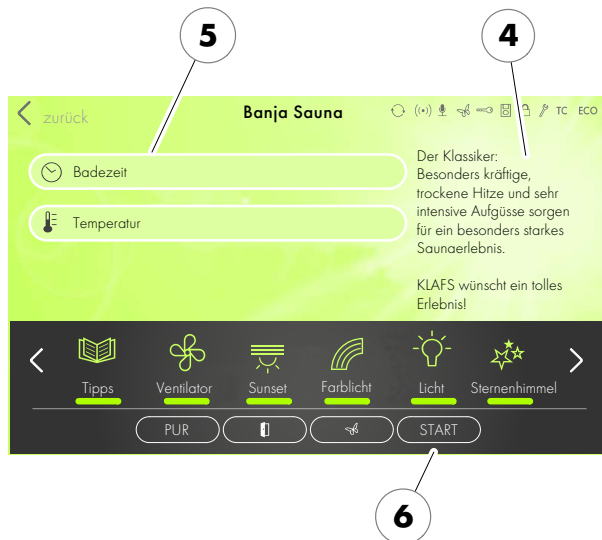 5
4
zurück
Banja Sauna
TC ECO
Badezeit
Temperatur
Der Klassiker:
Besonders kräftige,
trockene Hitze und sehr
intensive Aufgüsse sorgen
für ein besonders starkes
Saunaerlebnis.
KLAFS wünscht ein tolles
Erlebnis!
Tipps
Ventilator
Sunset
Farblicht
Licht
Sternenhimmel
PUR
START
6